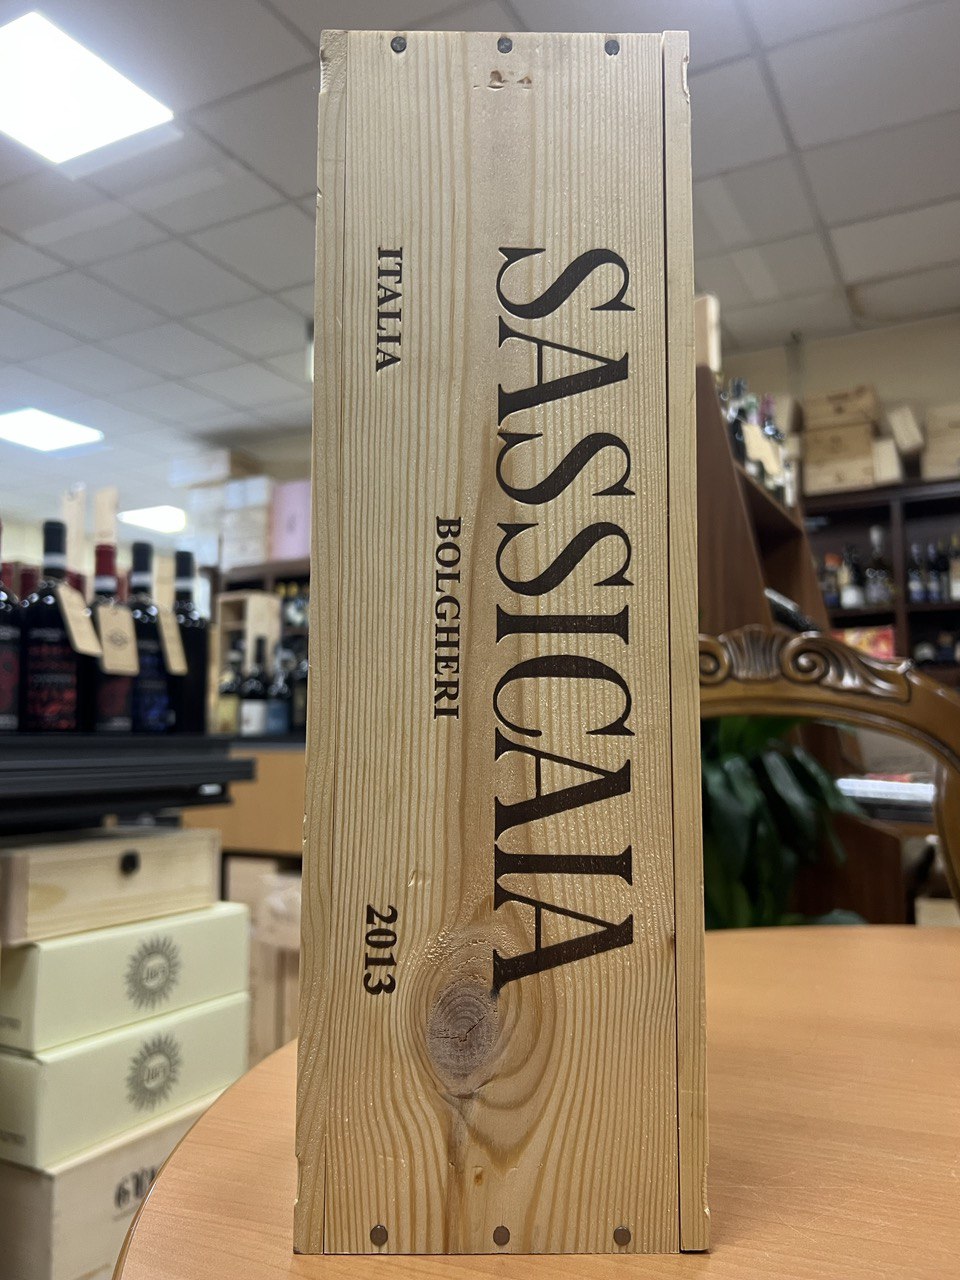 SASSICAIA
BOLGHERI
ITALIA
2013